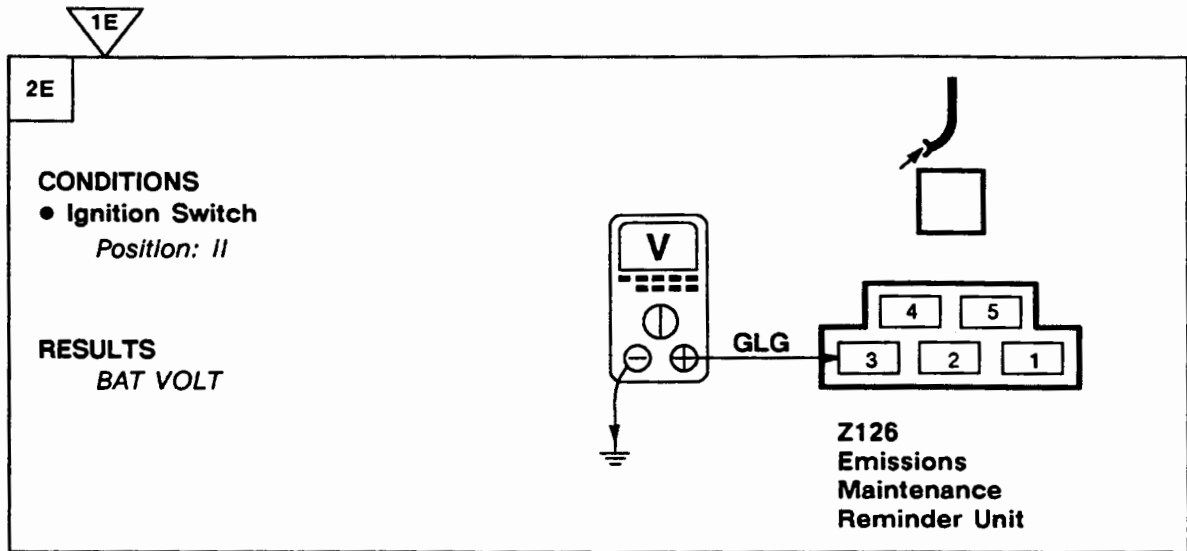 1E
2E
CONDITIONS
● Ignition Switch
Position: II
RESULTS
BAT VOLT
V
GLG
4 5
3 2 1
Z126
Emissions
Maintenance
Reminder Unit